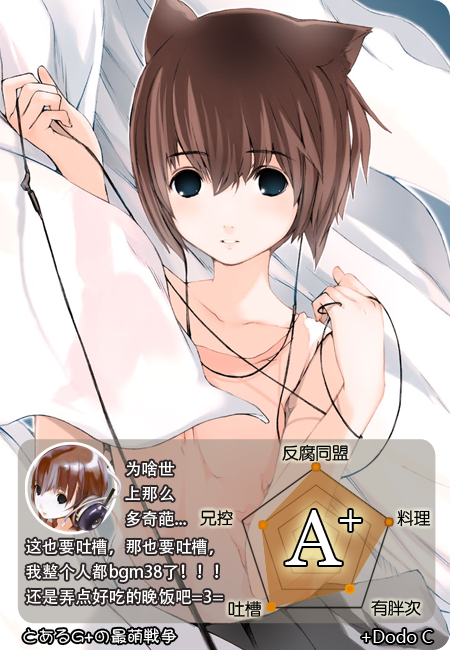 为啥世
上那么
多奇葩...
这也要吐槽，那也要吐槽，
我整个人都bgm38了！！！
还是弄点好吃的晚饭吧=3=
反腐同盟
兄控
料理
A+
吐槽
有胖次
とあるG+の最萌戦争
+Dodo C